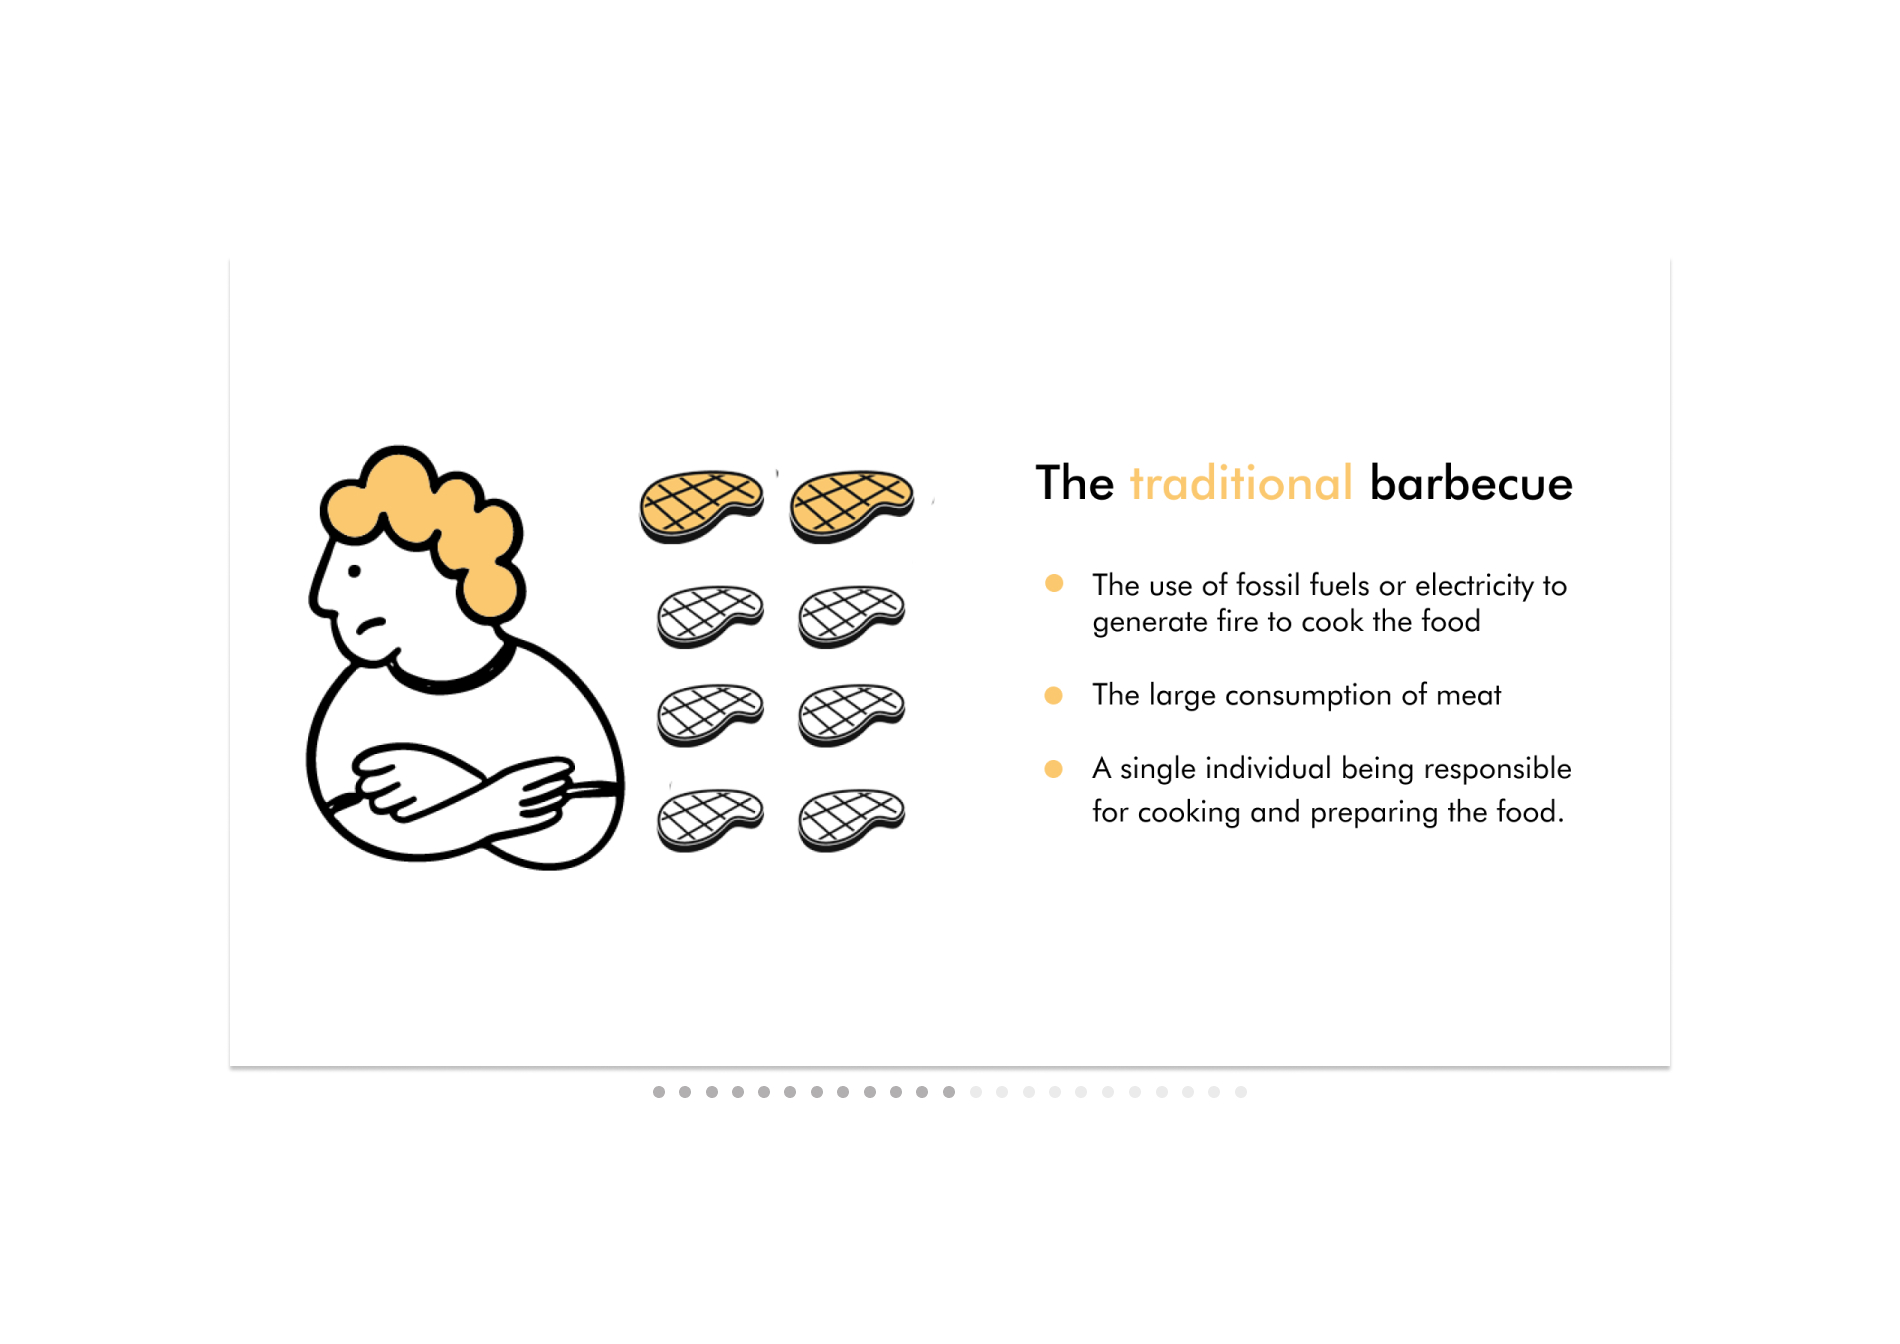 The traditional barbecue
The use of fossil fuels or electricity to
generate fire to cook the food
The large consumption of meat
A single individual being responsible
for cooking and preparing the food.